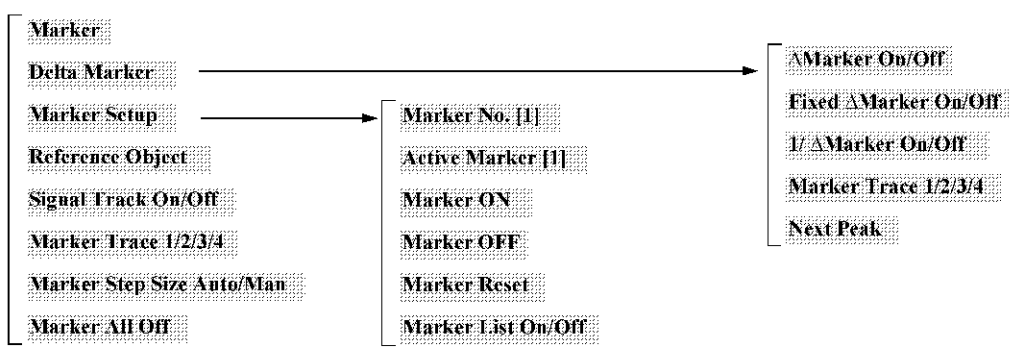 Marker
Delta Marker
Marker Setup
Reference Object
Signal Track On/Off
Marker Trace 1/2/3/4
Marker Step Size Auto/Man
Marker All Off
Marker No. [1]
Active Marker [1]
Marker ON
Marker OFF
Marker Reset
Marker List On/Off
ΔMarker On/Off
Fixed ΔMarker On/Off
1/ ΔMarker On/Off
Marker Trace 1/2/3/4
Next Peak